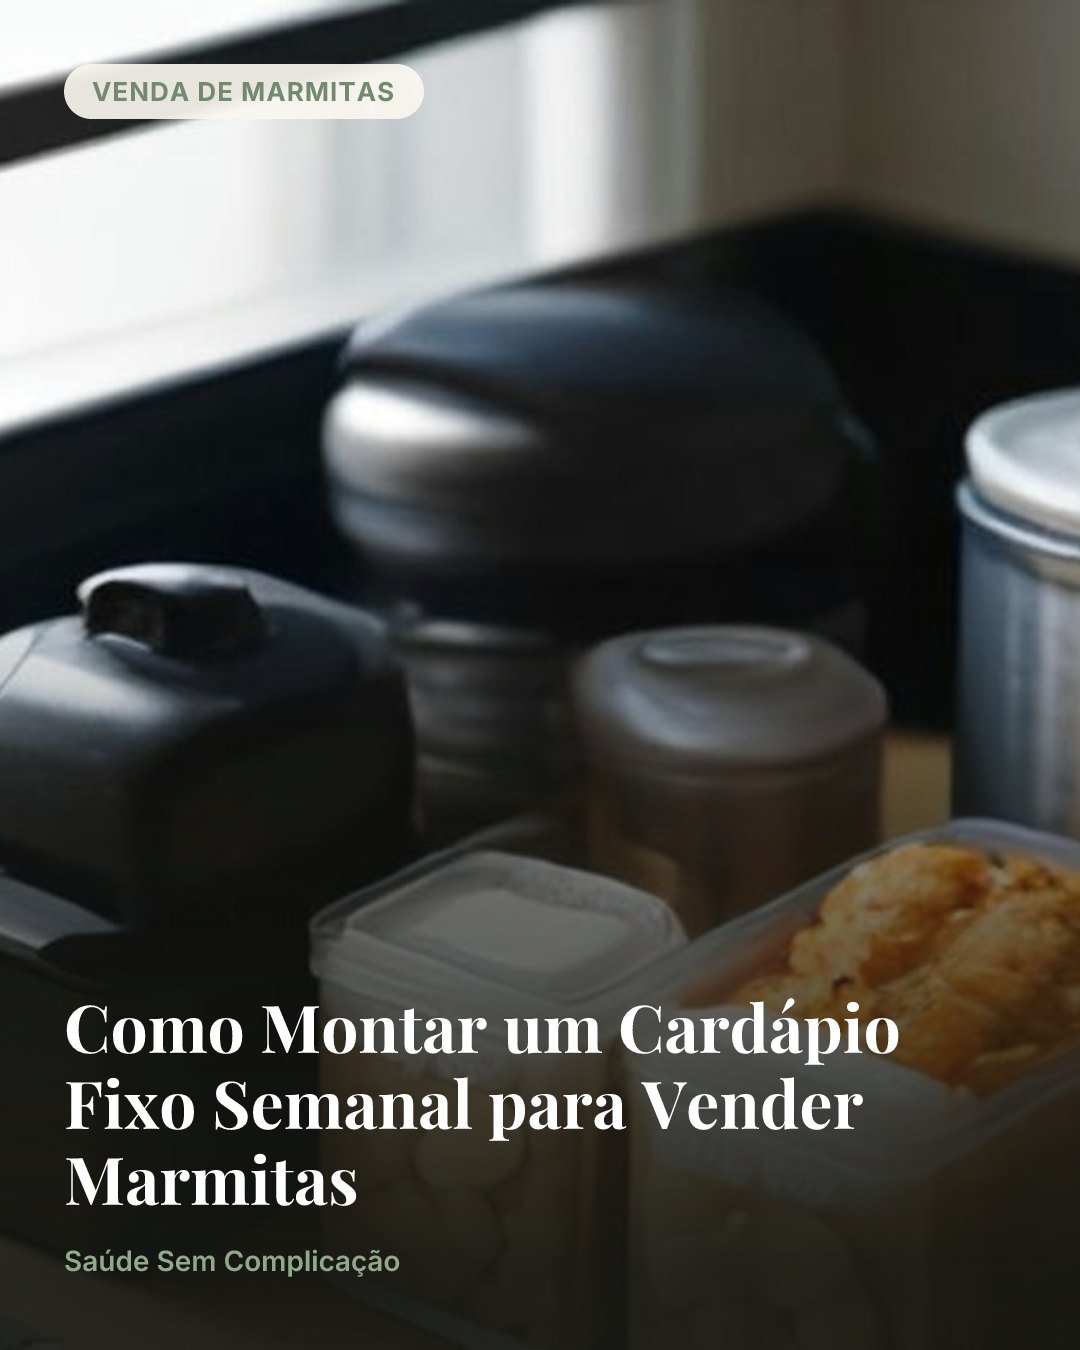 VENDA DE MARMITAS
Como Montar um Cardápio
Fixo Semanal para Vender
Marmitas
Saúde Sem Complicação